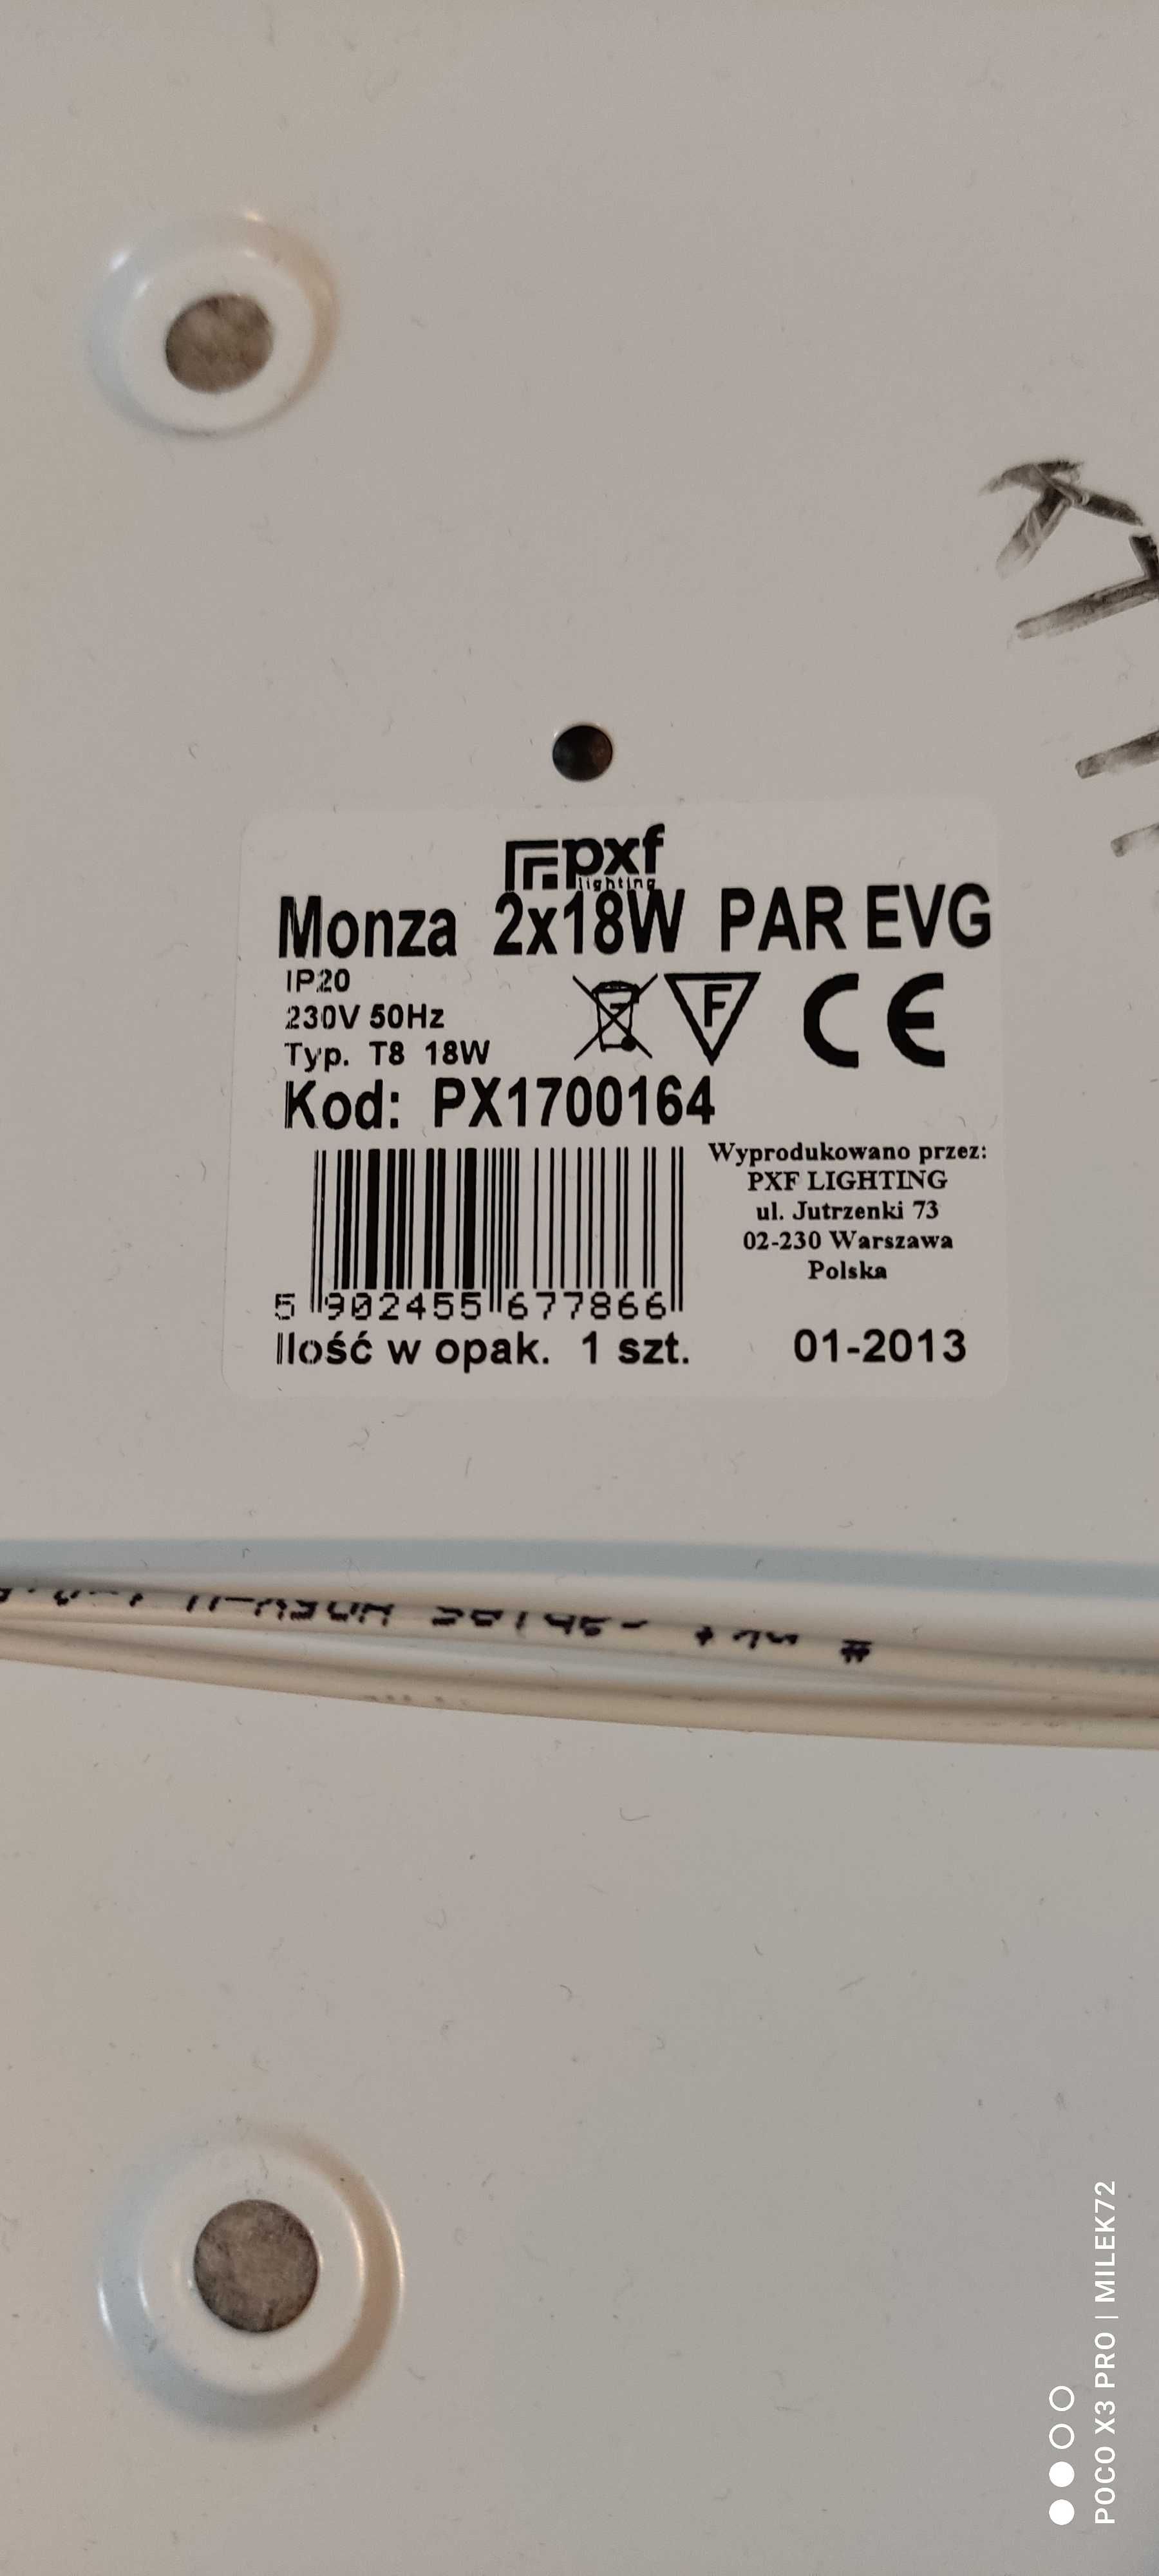 pxf
lighting
Monza 2x18W PAR EVG
IP20
230V 50Hz
Typ. T8 18W
F
CE
Kod: PX1700164
Wyprodukowano przez:
PXF LIGHTING
ul. Jutrzenki 73
02-230 Warszawa
Polska
5 902455 677866
Ilość w opak. 1 szt.
01-2013
POCO X3 PRO | MILEK72